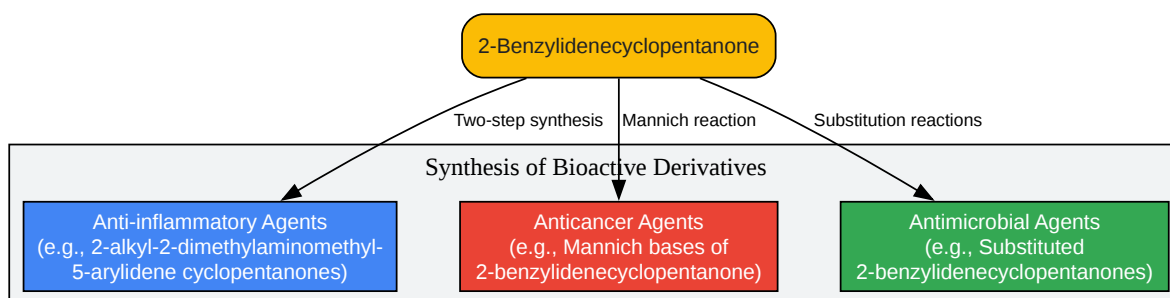 2-Benzylidenecyclopentanone
Two-step synthesis
Mannich reaction
Substitution reactions
Synthesis of Bioactive Derivatives
Anti-inflammatory Agents
(e.g., 2-alkyl-2-dimethylaminomethyl-
5-arylidene cyclopentanones)
Anticancer Agents
(e.g., Mannich bases of
2-benzylidenecyclopentanone)
Antimicrobial Agents
(e.g., Substituted
2-benzylidenecyclopentanones)